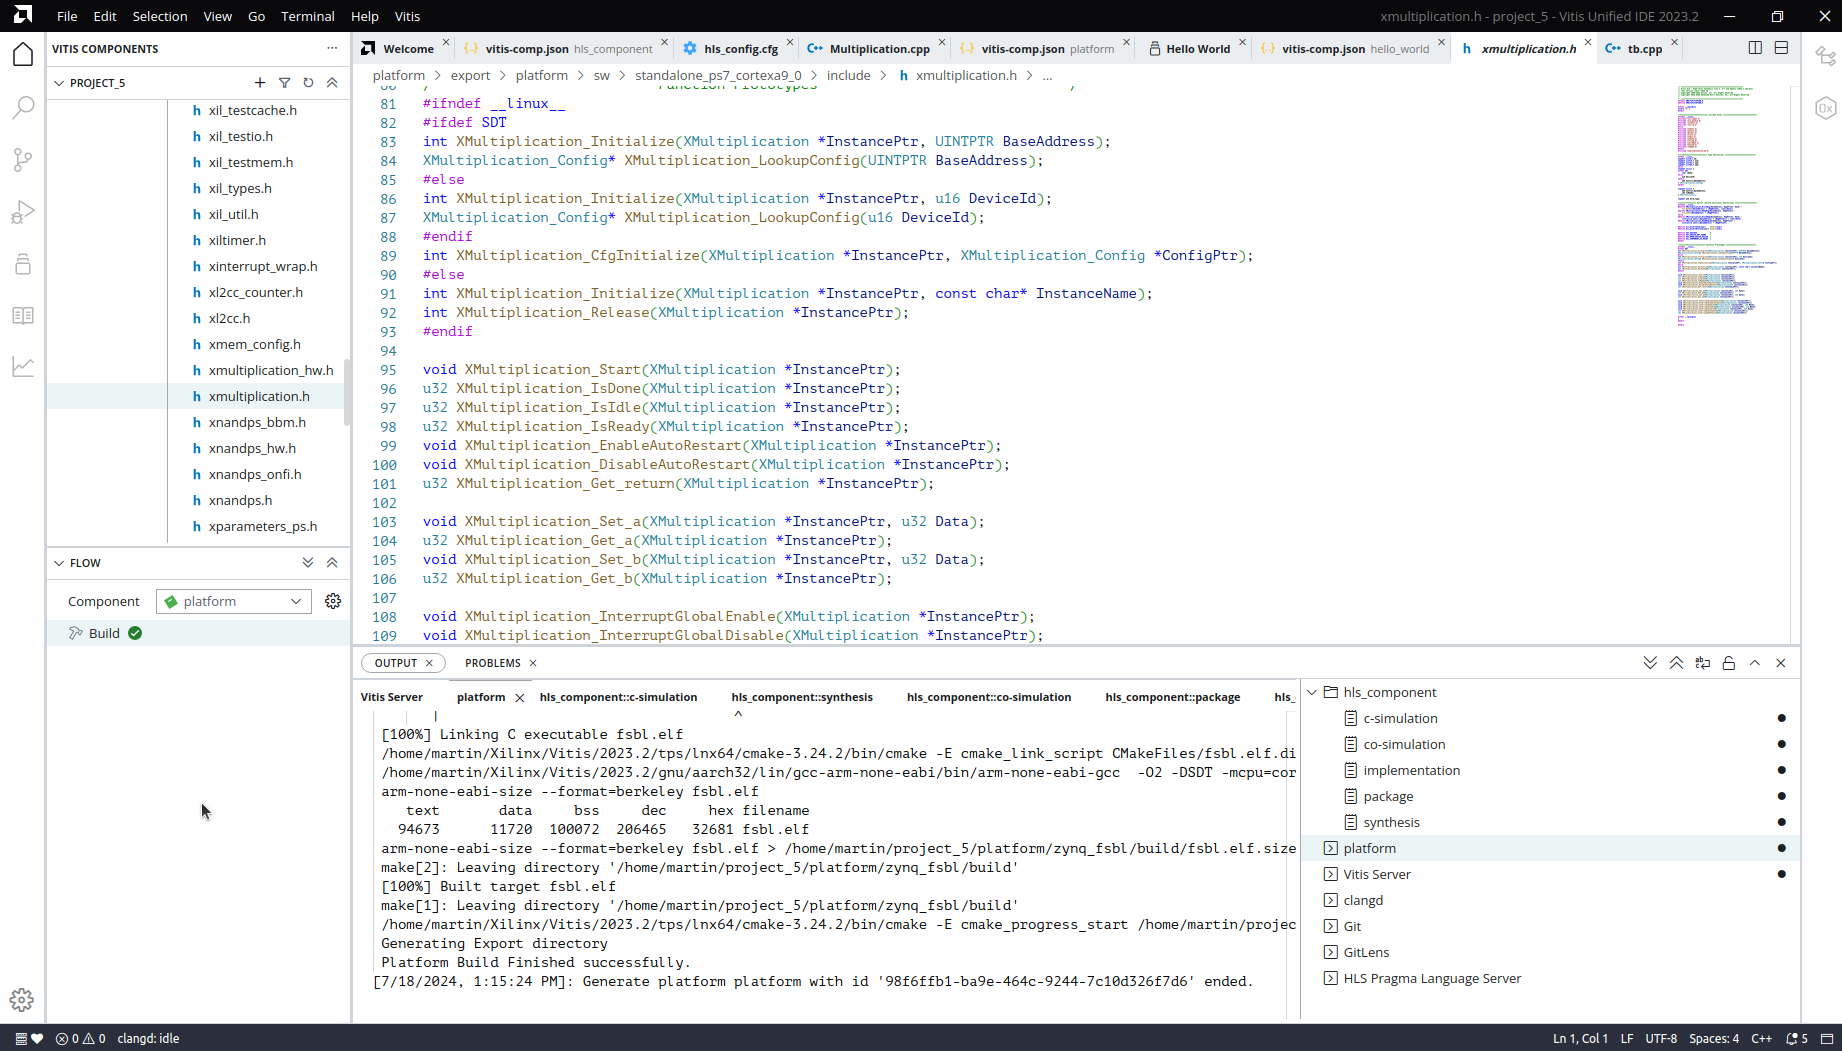 File Edit Selection View Go Terminal Help Vitis
xmultiplication.h - project_5 - Vitis Unified IDE 2023.2
VITIS COMPONENTS
PROJECT_5
h xil_testcache.h
h xil_testio.h
h xil_testmem.h
h xil_types.h
h xil_util.h
h xiltimer.h
h xinterrupt_wrap.h
h xl2cc_counter.h
h xl2cc.h
h xmem_config.h
h xmultiplication_hw.h
h xmultiplication.h
h xnandps_bbm.h
h xnandps_hw.h
h xnandps_onfi.h
h xnandps.h
h xparameters_ps.h
FLOW
Component platform
Build
Welcome
vitis-comp.json hls_component
hls_config.cfg
Multiplication.cpp
vitis-comp.json platform
Hello World
vitis-comp.json hello_world
h xmultiplication.h
tb.cpp
platform > export > platform > sw > standalone_ps7_cortexa9_0 > include > h xmultiplication.h > ...
80 / Function Prototypes /
81 #ifndef __linux__
82 #ifdef SDT
83 int XMultiplication_Initialize(XMultiplication *InstancePtr, UINTPTR BaseAddress);
84 XMultiplication_Config* XMultiplication_LookupConfig(UINTPTR BaseAddress);
85 #else
86 int XMultiplication_Initialize(XMultiplication *InstancePtr, u16 DeviceId);
87 XMultiplication_Config* XMultiplication_LookupConfig(u16 DeviceId);
88 #endif
89 int XMultiplication_CfgInitialize(XMultiplication *InstancePtr, XMultiplication_Config *ConfigPtr);
90 #else
91 int XMultiplication_Initialize(XMultiplication *InstancePtr, const char* InstanceName);
92 int XMultiplication_Release(XMultiplication *InstancePtr);
93 #endif
94
95 void XMultiplication_Start(XMultiplication *InstancePtr);
96 u32 XMultiplication_IsDone(XMultiplication *InstancePtr);
97 u32 XMultiplication_IsIdle(XMultiplication *InstancePtr);
98 u32 XMultiplication_IsReady(XMultiplication *InstancePtr);
99 void XMultiplication_EnableAutoRestart(XMultiplication *InstancePtr);
100 void XMultiplication_DisableAutoRestart(XMultiplication *InstancePtr);
101 u32 XMultiplication_Get_return(XMultiplication *InstancePtr);
102
103 void XMultiplication_Set_a(XMultiplication *InstancePtr, u32 Data);
104 u32 XMultiplication_Get_a(XMultiplication *InstancePtr);
105 void XMultiplication_Set_b(XMultiplication *InstancePtr, u32 Data);
106 u32 XMultiplication_Get_b(XMultiplication *InstancePtr);
107
108 void XMultiplication_InterruptGlobalEnable(XMultiplication *InstancePtr);
109 void XMultiplication_InterruptGlobalDisable(XMultiplication *InstancePtr);
OUTPUT PROBLEMS
Vitis Server platform hls_component::c-simulation hls_component::synthesis hls_component::co-simulation hls_component::package hls_
| ^
[100%] Linking C executable fsbl.elf
/home/martin/Xilinx/Vitis/2023.2/tps/lnx64/cmake-3.24.2/bin/cmake -E cmake_link_script CMakeFiles/fsbl.elf.di
/home/martin/Xilinx/Vitis/2023.2/gnu/aarch32/lin/gcc-arm-none-eabi/bin/arm-none-eabi-gcc -O2 -DSDT -mcpu=cor
arm-none-eabi-size --format=berkeley fsbl.elf
text data bss dec hex filename
94673 11720 100072 206465 32681 fsbl.elf
arm-none-eabi-size --format=berkeley fsbl.elf > /home/martin/project_5/platform/zynq_fsbl/build/fsbl.elf.size
make[2]: Leaving directory '/home/martin/project_5/platform/zynq_fsbl/build'
[100%] Built target fsbl.elf
make[1]: Leaving directory '/home/martin/project_5/platform/zynq_fsbl/build'
/home/martin/Xilinx/Vitis/2023.2/tps/lnx64/cmake-3.24.2/bin/cmake -E cmake_progress_start /home/martin/projec
Generating Export directory
Platform Build Finished successfully.
[7/18/2024, 1:15:24 PM]: Generate platform platform with id '98f6ffb1-ba9e-464c-9244-7c10d326f7d6' ended.
hls_component
c-simulation
co-simulation
implementation
package
synthesis
platform
Vitis Server
clangd
Git
GitLens
HLS Pragma Language Server
0 0 clangd: idle
Ln 1, Col 1 LF UTF-8 Spaces: 4 C++ 5